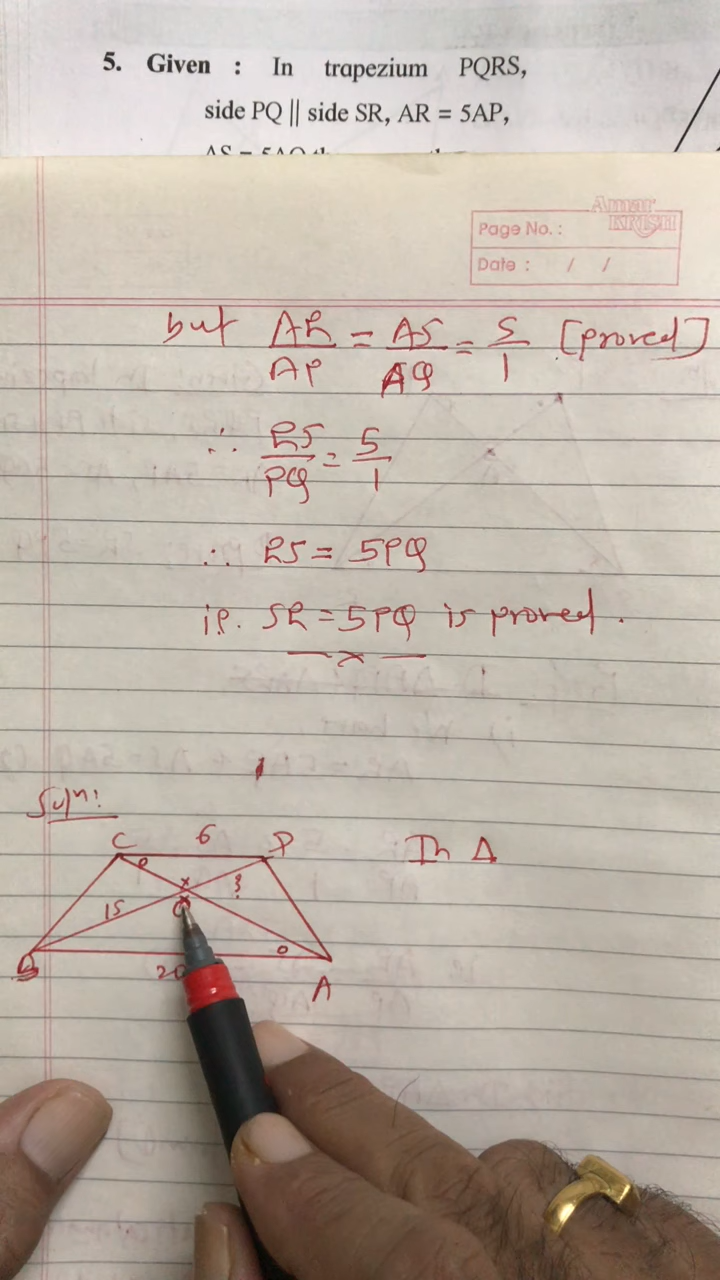 5. Given : In trapezium PQRS,
side PQ || side SR, AR = 5AP,
Amar
KRISH
Page No. :
Date : / /
but AR/AP = AS/AQ = 5/1 [proved]
∴ RS/PQ = 5/1
∴ RS = 5PQ
i.e. SR = 5PQ is proved.
— x —
Soln:
C 6 D
15 ?
O
B 20 A
In Δ